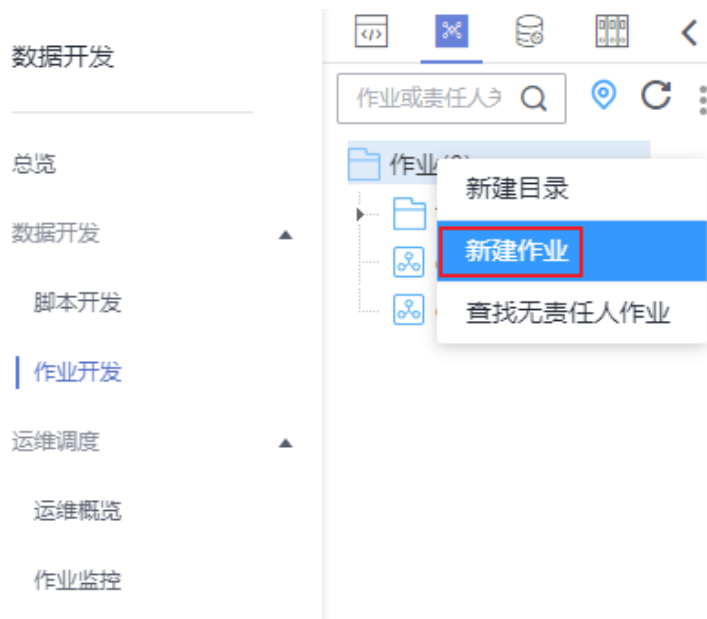 数据开发
总览
数据开发
脚本开发
作业开发
运维调度
运维概览
作业监控
作业或责任人
作业
新建目录
新建作业
查找无责任人作业